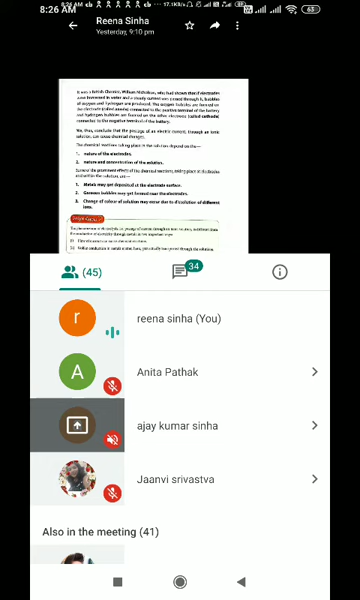 8:26 AM
Reena Sinha
Yesterday, 9:10 pm
It was a British Chemist, William Nicholson, who had shown that if electrodes
were immersed in water and a steady current was passed through it, bubbles
of oxygen and hydrogen are produced. The oxygen bubbles are formed on
the electrode (called anode) connected to the positive terminal of the battery
and hydrogen bubbles are formed on the other electrode (called cathode)
connected to the negative terminal of the battery.
We, thus, conclude that the passage of an electric current, through an ionic
solution, can cause chemical changes.
The chemical reactions taking place in the solution depend on the—
1. nature of the electrodes.
2. nature and concentration of the solution.
Some of the prominent effects of the chemical reactions, taking place at electrodes
and within the solution, are—
1. Metals may get deposited at the electrode surface.
2. Gaseous bubbles may get formed near the electrodes.
3. Change of colour of solution may occur due to dissolution of different
ions.
(45)
34
r
reena sinha (You)
A
Anita Pathak
ajay kumar sinha
Jaanvi srivastva
Also in the meeting (41)